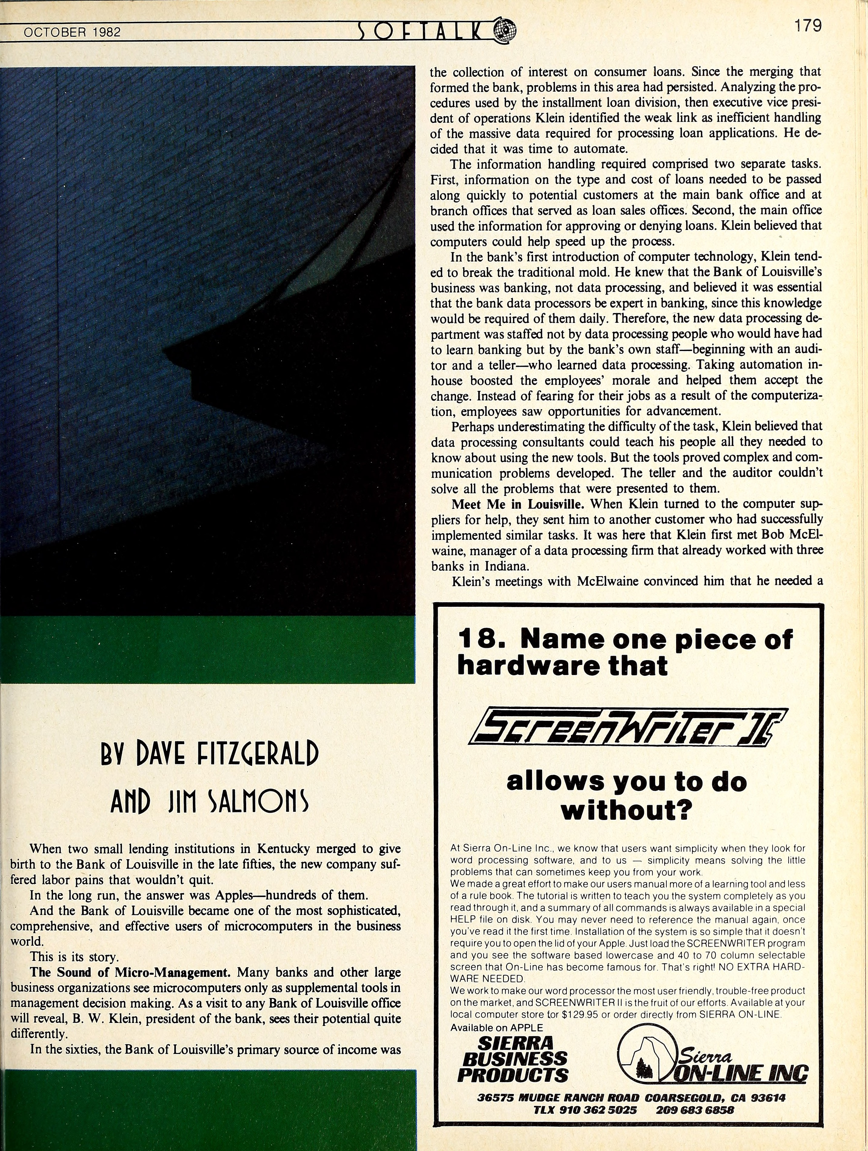 OCTOBER 1982
SOFTALK
179
BY DAVE FITZGERALD
AND JIM SALMONS
When two small lending institutions in Kentucky merged to give
birth to the Bank of Louisville in the late fifties, the new company suf-
fered labor pains that wouldn't quit.
In the long run, the answer was Apples—hundreds of them.
And the Bank of Louisville became one of the most sophisticated,
comprehensive, and effective users of microcomputers in the business
world.
This is its story.
The Sound of Micro-Management. Many banks and other large
business organizations see microcomputers only as supplemental tools in
management decision making. As a visit to any Bank of Louisville office
will reveal, B. W. Klein, president of the bank, sees their potential quite
differently.
In the sixties, the Bank of Louisville's primary source of income was
the collection of interest on consumer loans. Since the merging that
formed the bank, problems in this area had persisted. Analyzing the pro-
cedures used by the installment loan division, then executive vice presi-
dent of operations Klein identified the weak link as inefficient handling
of the massive data required for processing loan applications. He de-
cided that it was time to automate.
The information handling required comprised two separate tasks.
First, information on the type and cost of loans needed to be passed
along quickly to potential customers at the main bank office and at
branch offices that served as loan sales offices. Second, the main office
used the information for approving or denying loans. Klein believed that
computers could help speed up the process.
In the bank's first introduction of computer technology, Klein tend-
ed to break the traditional mold. He knew that the Bank of Louisville's
business was banking, not data processing, and believed it was essential
that the bank data processors be expert in banking, since this knowledge
would be required of them daily. Therefore, the new data processing de-
partment was staffed not by data processing people who would have had
to learn banking but by the bank's own staff—beginning with an audi-
tor and a teller—who learned data processing. Taking automation in-
house boosted the employees' morale and helped them accept the
change. Instead of fearing for their jobs as a result of the computeriza-
tion, employees saw opportunities for advancement.
Perhaps underestimating the difficulty of the task, Klein believed that
data processing consultants could teach his people all they needed to
know about using the new tools. But the tools proved complex and com-
munication problems developed. The teller and the auditor couldn't
solve all the problems that were presented to them.
Meet Me in Louisville. When Klein turned to the computer sup-
pliers for help, they sent him to another customer who had successfully
implemented similar tasks. It was here that Klein first met Bob McEl-
waine, manager of a data processing firm that already worked with three
banks in Indiana.
Klein's meetings with McElwaine convinced him that he needed a
18. Name one piece of
hardware that
ScreenWriter II
allows you to do
without?
At Sierra On-Line Inc., we know that users want simplicity when they look for
word processing software, and to us — simplicity means solving the little
problems that can sometimes keep you from your work.
We made a great effort to make our users manual more of a learning tool and less
of a rule book. The tutorial is written to teach you the system completely as you
read through it, and a summary of all commands is always available in a special
HELP file on disk. You may never need to reference the manual again, once
you've read it the first time. Installation of the system is so simple that it doesn't
require you to open the lid of your Apple. Just load the SCREENWRITER program
and you see the software based lowercase and 40 to 70 column selectable
screen that On-Line has become famous for. That's right! NO EXTRA HARD-
WARE NEEDED.
We work to make our word processor the most user friendly, trouble-free product
on the market, and SCREENWRITER II is the fruit of our efforts. Available at your
local computer store for $129.95 or order directly from SIERRA ON-LINE.
Available on APPLE
SIERRA
BUSINESS
PRODUCTS
Sierra
ON-LINE INC
36575 MUDGE RANCH ROAD COARSEGOLD, CA 93614
TLX 910 362 5025 209 683 6858